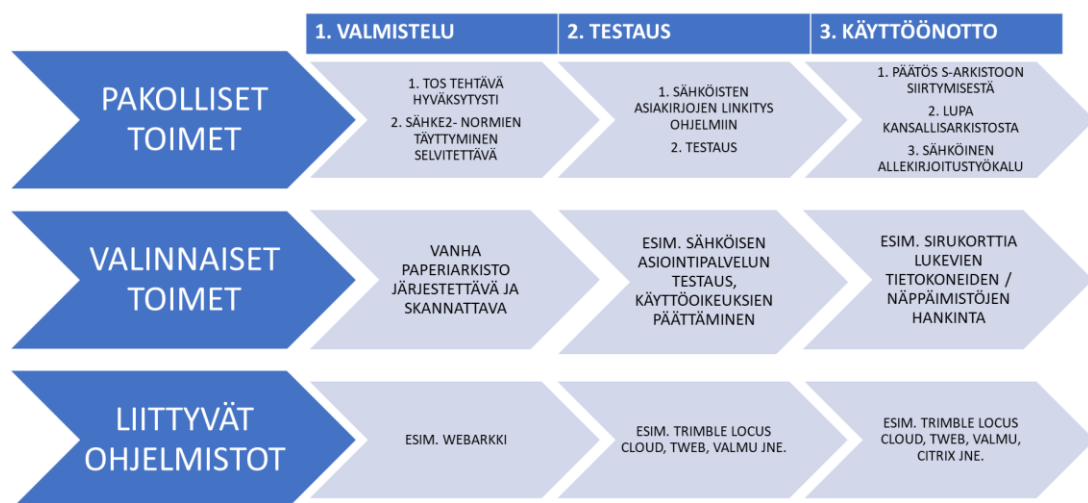 1. VALMISTELU
2. TESTAUS
3. KÄYTTÖÖNOTTO
PAKOLLISET
TOIMET
1. TOS TEHTÄVÄ
HYVÄKSYTYSTI
2. SÄHKE2- NORMIEN
TÄYTTYMINEN
SELVITETTÄVÄ
1. SÄHKÖISTEN
ASIAKIRJOJEN LINKITYS
OHJELMIIN
2. TESTAUS
1. PÄÄTÖS S-ARKISTOON
SIIRTYMISESTÄ
2. LUPA
KANSALLISARKISTOSTA
3. SÄHKÖINEN
ALLEKIRJOITUSTYÖKALU
VALINNAISET
TOIMET
VANHA
PAPERIARKISTO
JÄRJESTETTÄVÄ JA
SKANNATTAVA
ESIM. SÄHKÖISEN
ASIOINTIPALVELUN
TESTAUS,
KÄYTTÖOIKEUKSIEN
PÄÄTTÄMINEN
ESIM. SIRUKORTTIA
LUKEVIEN
TIETOKONEIDEN /
NÄPPÄIMISTÖJEN
HANKINTA
LIITTYVÄT
OHJELMISTOT
ESIM. WEBARKKI
ESIM. TRIMBLE LOCUS
CLOUD, TWEB, VALMU JNE.
ESIM. TRIMBLE LOCUS
CLOUD, TWEB, VALMU,
CITRIX JNE.